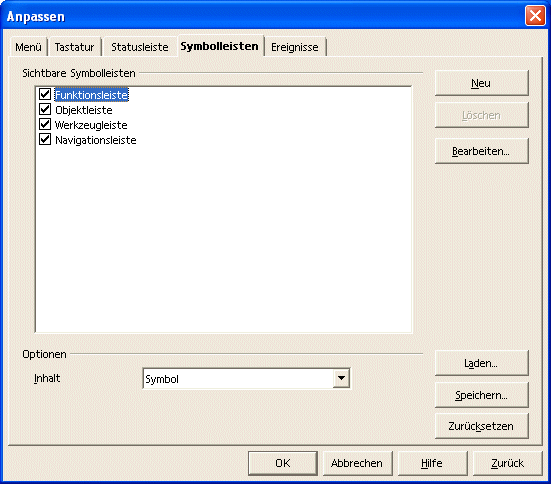 Anpassen
Menü Tastatur Statusleiste Symbolleisten Ereignisse
Sichtbare Symbolleisten
Funktionsleiste
Objektleiste
Werkzeugleiste
Navigationsleiste
Neu
Löschen
Bearbeiten...
Optionen
Inhalt Symbol
Laden...
Speichern...
Zurücksetzen
OK Abbrechen Hilfe Zurück